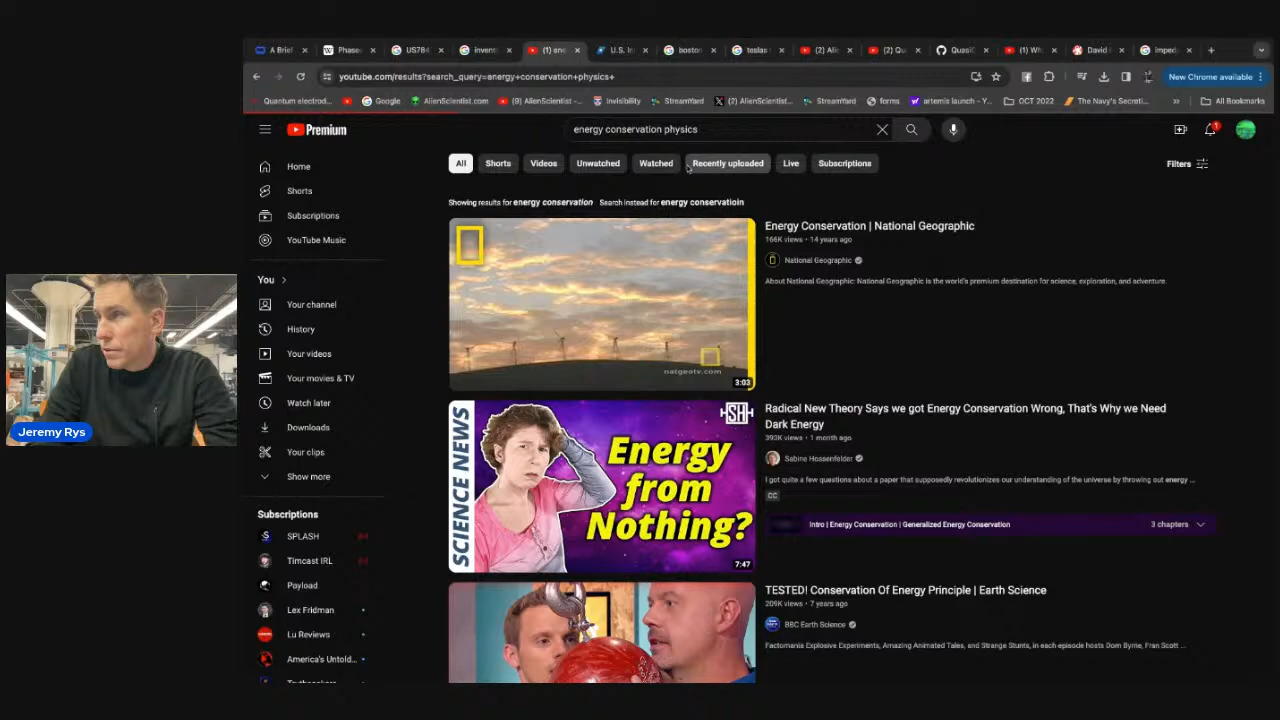 A Brief
Phase
US784
invent
(1) ene
U.S. In
boston
teslas
(2) Ali
(2) Qu
QuasiC
(1) Wh
David
imped
youtube.com/results?search_query=energy+conservation+physics+
New Chrome available
Quantum electrod...
Google
AlienScientist.com
(9) AlienScientist -...
Invisibility
StreamYard
(2) AlienScientist...
StreamYard
forms
artemis launch - Y...
OCT 2022
The Navy's Secreti...
»
All Bookmarks
Premium
energy conservation physics
1
All
Shorts
Videos
Unwatched
Watched
Recently uploaded
Live
Subscriptions
Filters
Home
Shorts
Subscriptions
YouTube Music
You
Your channel
History
Your videos
Your movies & TV
Watch later
Downloads
Your clips
Show more
Subscriptions
SPLASH
Timcast IRL
Payload
Lex Fridman
Lu Reviews
America's Untold...
Showing results for energy conservation Search instead for energy conservatioin
natgeotv.com
3:03
Energy Conservation | National Geographic
166K views • 14 years ago
National Geographic
About National Geographic: National Geographic is the world's premium destination for science, exploration, and adventure.
SCIENCE NEWS
SH
Energy
from
Nothing?
7:47
Radical New Theory Says we got Energy Conservation Wrong, That's Why we Need
Dark Energy
393K views • 1 month ago
Sabine Hossenfelder
I got quite a few questions about a paper that supposedly revolutionizes our understanding of the universe by throwing out energy ...
CC
Intro | Energy Conservation | Generalized Energy Conservation
3 chapters
TESTED! Conservation Of Energy Principle | Earth Science
209K views • 7 years ago
BBC Earth Science
Factomania Explosive Experiments, Amazing Animated Tales, and Strange Stunts, in each episode hosts Dom Byrne, Fran Scott ...
Jeremy Rys